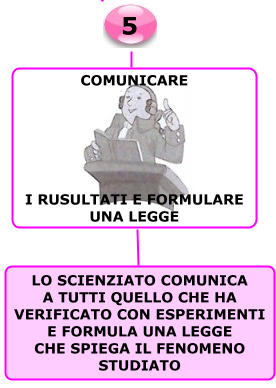 5
COMUNICARE
I RUSULTATI E FORMULARE
UNA LEGGE
LO SCIENZIATO COMUNICA
A TUTTI QUELLO CHE HA
VERIFICATO CON ESPERIMENTI
E FORMULA UNA LEGGE
CHE SPIEGA IL FENOMENO
STUDIATO